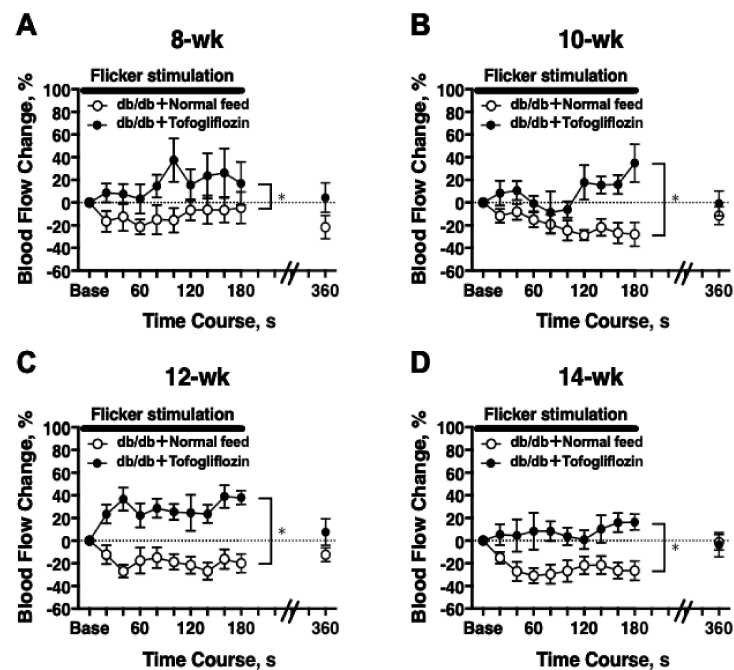 A
8-wk
Flicker stimulation
db/db+Normal feed
db/db+Tofogliflozin
Blood Flow Change, %
100
80
60
40
20
0
-20
-40
-60
Base 60 120 180 360
Time Course, s
*
B
10-wk
Flicker stimulation
db/db+Normal feed
db/db+Tofogliflozin
Blood Flow Change, %
100
80
60
40
20
0
-20
-40
-60
Base 60 120 180 360
Time Course, s
*
C
12-wk
Flicker stimulation
db/db+Normal feed
db/db+Tofogliflozin
Blood Flow Change, %
100
80
60
40
20
0
-20
-40
-60
Base 60 120 180 360
Time Course, s
*
D
14-wk
Flicker stimulation
db/db+Normal feed
db/db+Tofogliflozin
Blood Flow Change, %
100
80
60
40
20
0
-20
-40
-60
Base 60 120 180 360
Time Course, s
*